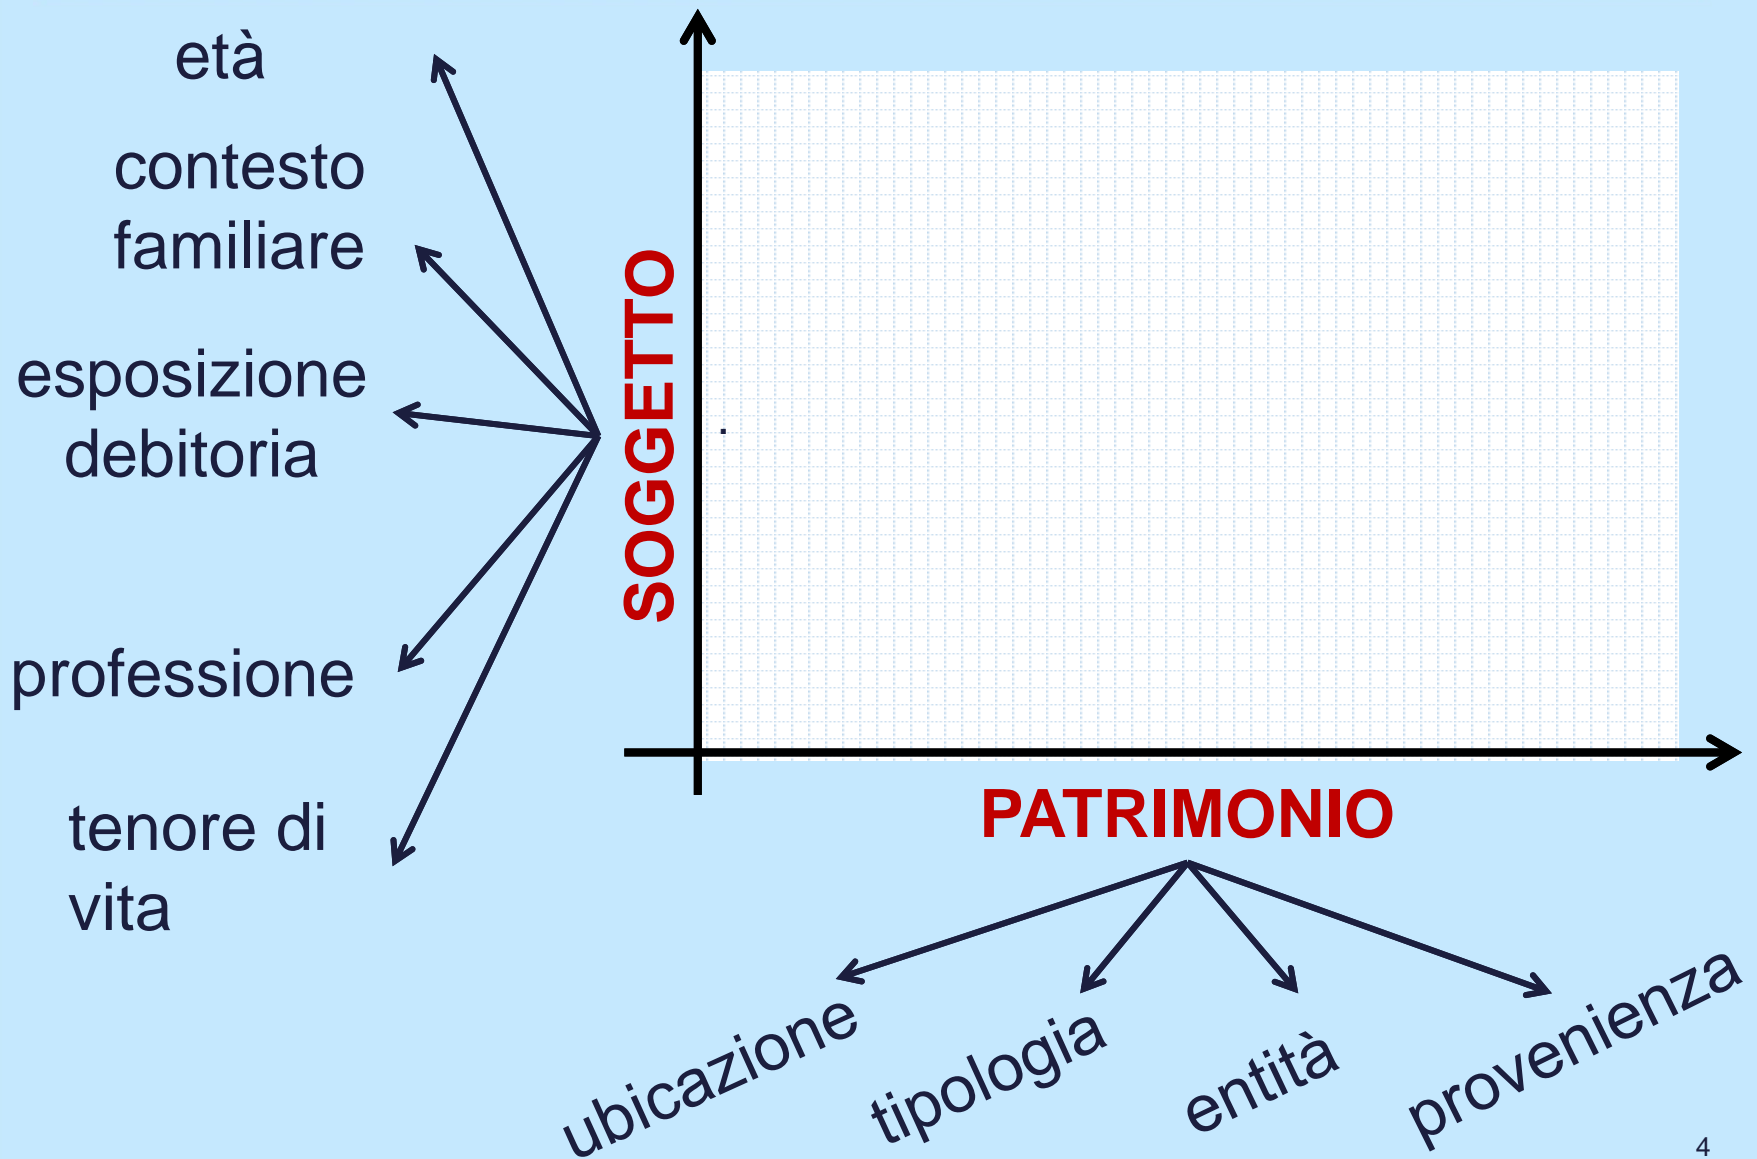 età
contesto
familiare
esposizione
debitoria
professione
tenore di
vita
SOGGETTO
.
PATRIMONIO
ubicazione
tipologia
entità
provenienza
4